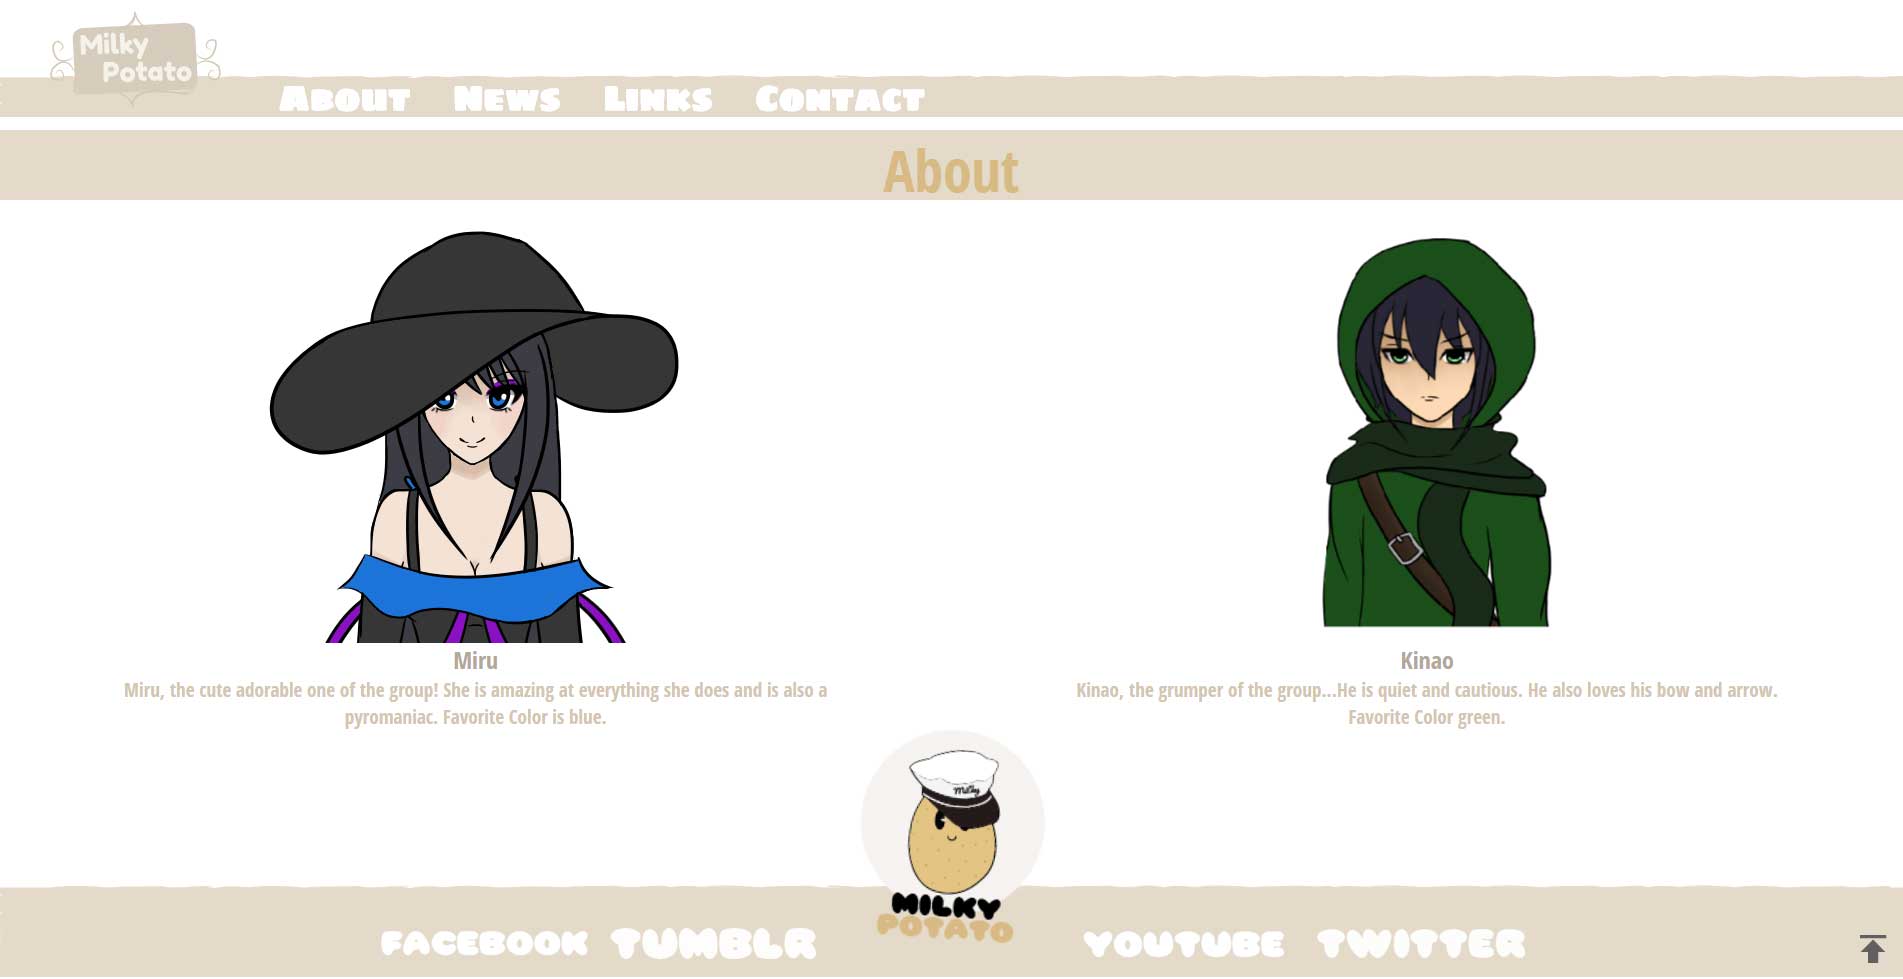 Milky
Potato
About News Links Contact
About
Miru
Miru, the cute adorable one of the group! She is amazing at everything she does and is also a
pyromaniac. Favorite Color is blue.
Kinao
Kinao, the grumper of the group...He is quiet and cautious. He also loves his bow and arrow.
Favorite Color green.
Milky
MILKY
POTATO
FACEBOOK TUMBLR YOUTUBE TWITTER